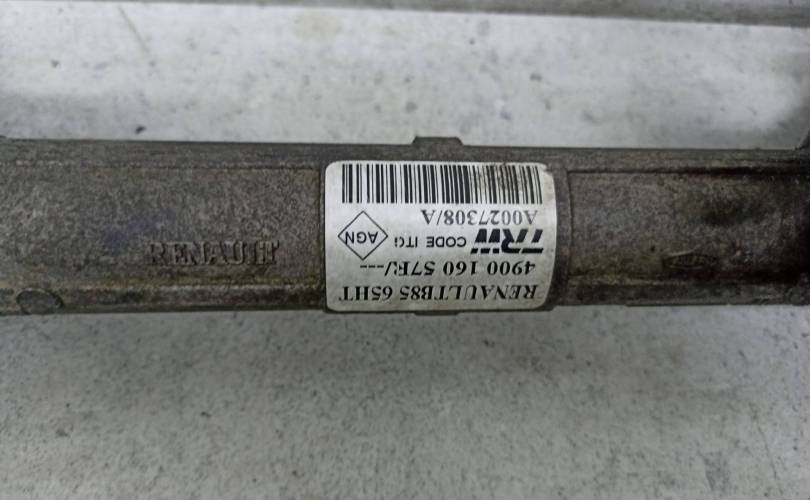 RENAULT
RENAULTB85 65HT
4900 160 57R/---
TRW CODE ITG AGN
A0027308/A